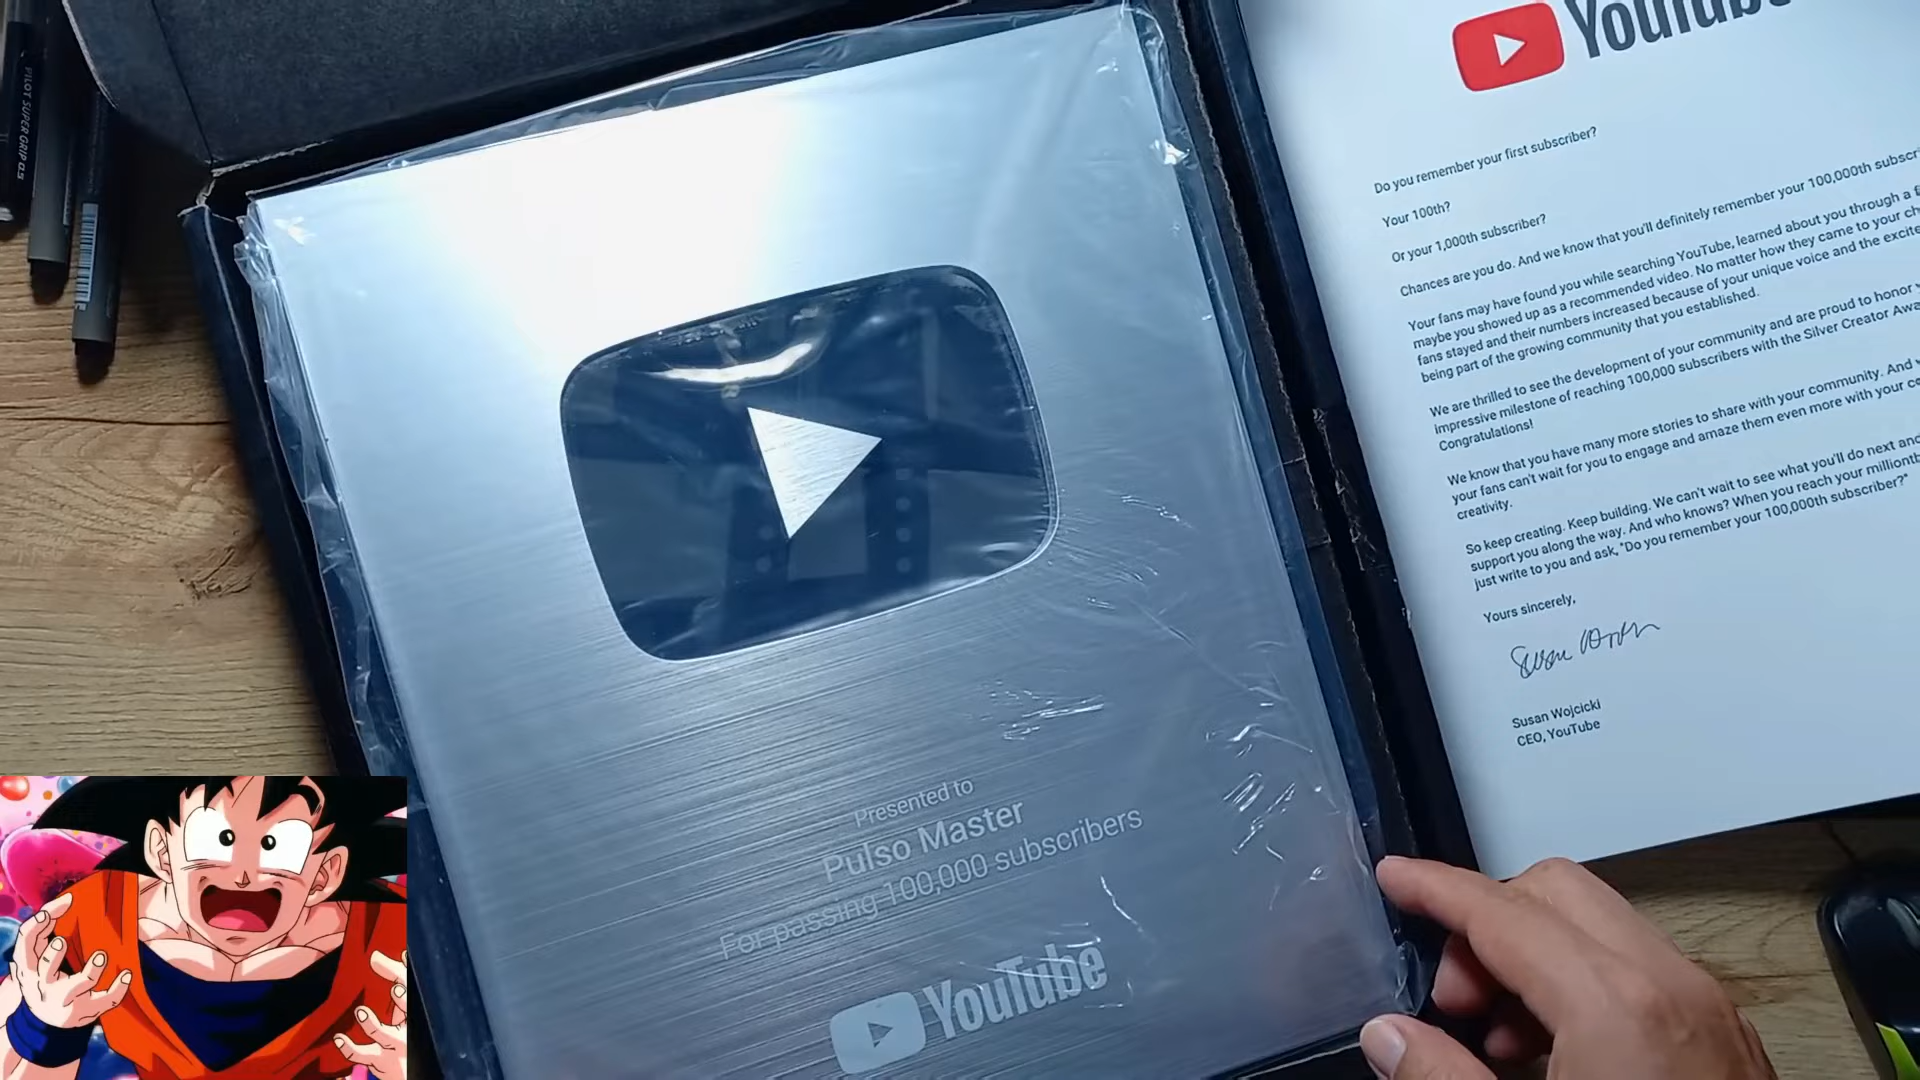 PILOT SUPER GRIP 0.5
Presented to
Pulso Master
For passing 100,000 subscribers
YouTube
YouTube
Do you remember your first subscriber?
Your 100th?
Or your 1,000th subscriber?
Chances are you do. And we know that you'll definitely remember your 100,000th
Your fans may have found you while searching YouTube, learned about you through a
maybe you showed up as a recommended video. No matter how they came to your
fans stayed and their numbers increased because of your unique voice and the
being part of the growing community that you established.
We are thrilled to see the development of your community and are proud to honor
impressive milestone of reaching 100,000 subscribers with the Silver Creator
Congratulations!
We know that you have many more stories to share with your community. And
your fans can't wait for you to engage and amaze them even more with your
creativity.
So keep creating. Keep building. We can't wait to see what you'll do next and
support you along the way. And who knows? When you reach your
just write to you and ask, "Do you remember your 100,000th subscriber?"
Yours sincerely,
Susan Wojcicki
CEO, YouTube